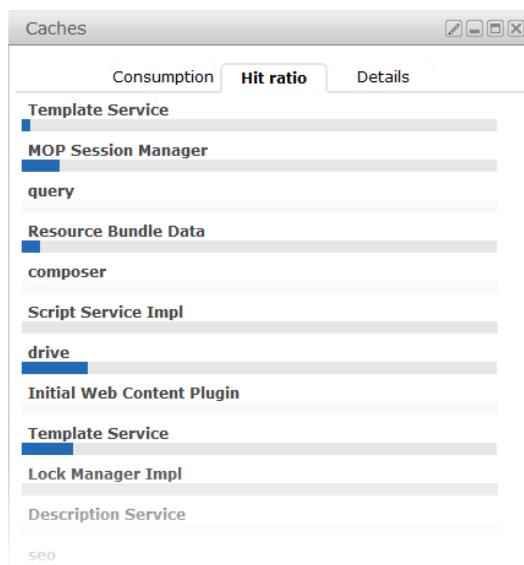 Caches
Consumption Hit ratio Details
Template Service
MOP Session Manager
query
Resource Bundle Data
composer
Script Service Impl
drive
Initial Web Content Plugin
Template Service
Lock Manager Impl
Description Service
seo